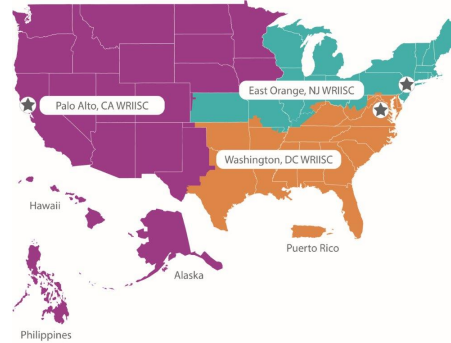 East Orange, NJ WRIISC
Palo Alto, CA WRIISC
Washington, DC WRIISC
Hawaii
Puerto Rico
Alaska
Philippines